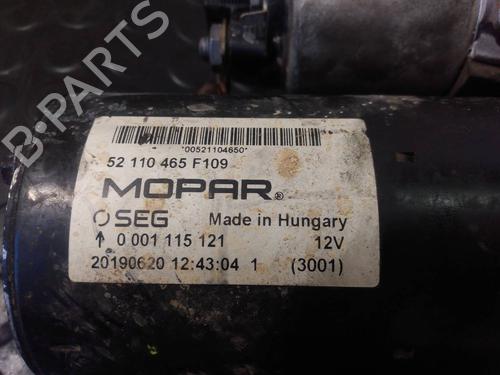 *00521104650*
52 110 465 F109
MOPAR®
SEG Made in Hungary
↑ 0 001 115 121 12V
20190620 12:43:04 1 (3001)
B-PARTS